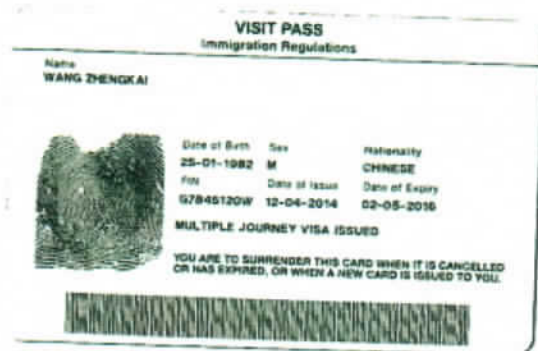 VISIT PASS
Immigration Regulations
Name
WANG ZHENGKAI
Date of Birth Sex Nationality
25-01-1982 M CHINESE
FIN Date of Issue Date of Expiry
G7845120W 12-04-2014 02-05-2016
MULTIPLE JOURNEY VISA ISSUED
YOU ARE TO SURRENDER THIS CARD WHEN IT IS CANCELLED
OR HAS EXPIRED, OR WHEN A NEW CARD IS ISSUED TO YOU.